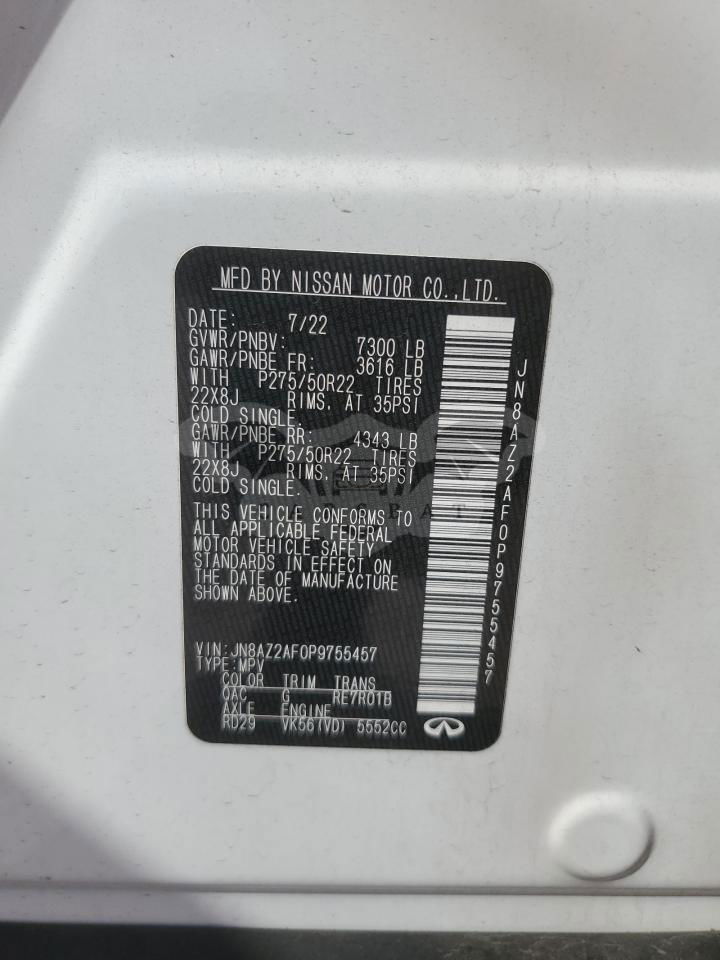 MFD BY NISSAN MOTOR CO.,LTD.
DATE: 7/22
GVWR/PNBV: 7300 LB
GAWR/PNBE FR: 3616 LB
WITH P275/50R22 TIRES
22X8J RIMS, AT 35PSI
COLD SINGLE.
GAWR/PNBE RR: 4343 LB
WITH P275/50R22 TIRES
22X8J RIMS, AT 35PSI
COLD SINGLE.
THIS VEHICLE CONFORMS TO
ALL APPLICABLE FEDERAL
MOTOR VEHICLE SAFETY
STANDARDS IN EFFECT ON
THE DATE OF MANUFACTURE
SHOWN ABOVE.
VIN:JN8AZ2AF0P9755457
TYPE:MPV
COLOR TRIM TRANS
QAC G RE7R01B
AXLE ENGINE
RD29 VK56(VD) 5552CC
JN8AZ2AF0P9755457